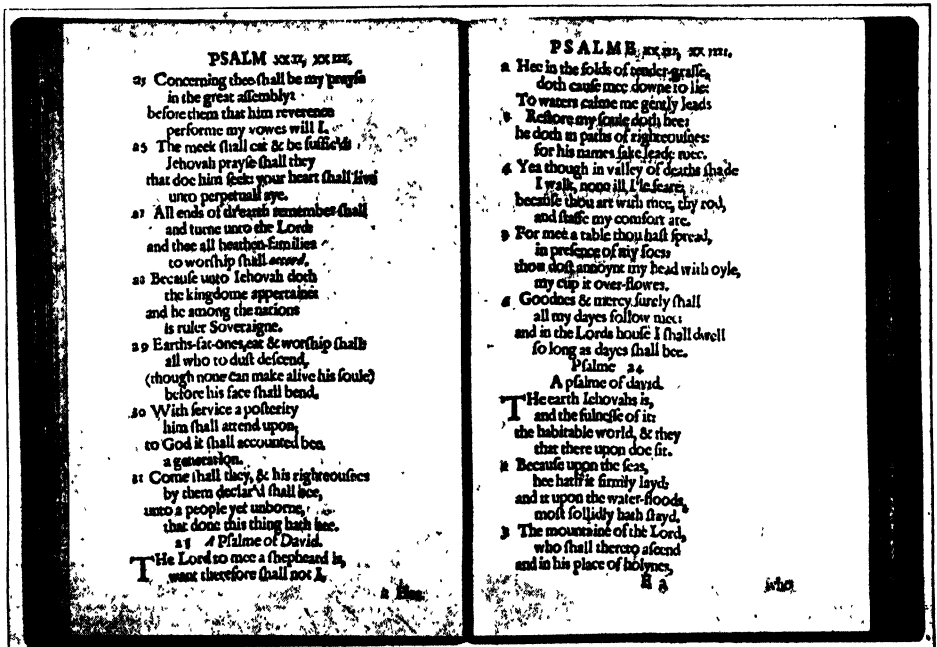 PSALM XXII, XXIII.
25 Concerning thee ſhall be my prayſe
in the great aſſembly:
before them that him reverence
performe my vowes will I.
26 The meek ſhall eat & be ſuffic'd:
Jehovah prayſe ſhall they
that doe him ſeek: your heart ſhall live
unto perpetuall aye.
27 All ends of th'earth remember ſhall
and turne unto the Lord:
and thee all heathen-families
to worſhip ſhall accord.
28 Becauſe unto Iehovah doth
the kingdome appertaine:
and he among the nations
is ruler Soveraigne.
29 Earths-fat-ones, eat & worſhip ſhall:
all who to duſt deſcend,
(though none can make alive his ſoule)
before his face ſhall bend.
30 With ſervice a poſterity
him ſhall attend upon,
to God it ſhall accounted bee
a generation.
31 Come ſhall they, & his righteouſnes
by them declar'd ſhall bee,
unto a people yet unborne,
that done this thing hath hee.
23 A Pſalme of David.
THe Lord to mee a ſhepheard is,
want therefore ſhall not I.
2 Hee
PSALME XXIII, XXIIII.
2 Hee in the folds of tender-graſſe,
doth cauſe mee downe to lie:
To waters calme me gently leads
Reſtore my ſoule doth hee:
he doth in paths of righteouſnes:
for his names ſake leade mee.
4 Yea though in valley of deaths ſhade
I walk, none ill I'le feare:
becauſe thou art with mee, thy rod,
and ſtaffe my comfort are.
5 For mee a table thou haſt ſpread,
in preſence of my foes:
thou doſt annoynt my head with oyle,
my cup it over-flowes.
6 Goodnes & mercy ſurely ſhall
all my dayes follow mee:
and in the Lords houſe I ſhall dwell
ſo long as dayes ſhall bee.
Pſalme 24
A pſalme of david.
THe earth Iehovahs is,
and the fulneſſe of it:
the habitable world, & they
that there upon doe ſit.
2 Becauſe upon the ſeas,
hee hath it firmly layd:
and it upon the water-floods
moſt ſollidly hath ſtayd.
3 The mountaine of the Lord,
who ſhall thereto aſcend
and in his place of holynes,
who